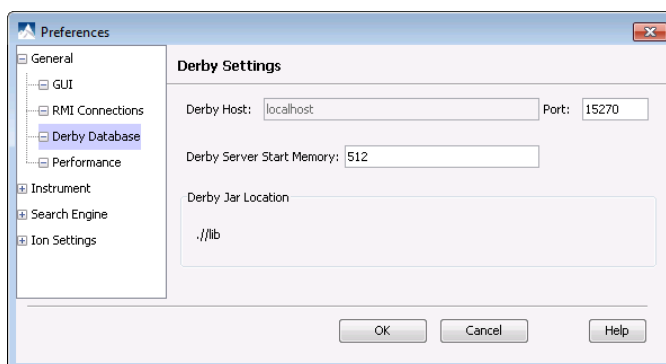 Preferences
General
GUI
RMI Connections
Derby Database
Performance
Instrument
Search Engine
Ion Settings
Derby Settings
Derby Host: localhost Port: 15270
Derby Server Start Memory: 512
Derby Jar Location
.//lib
OK Cancel Help